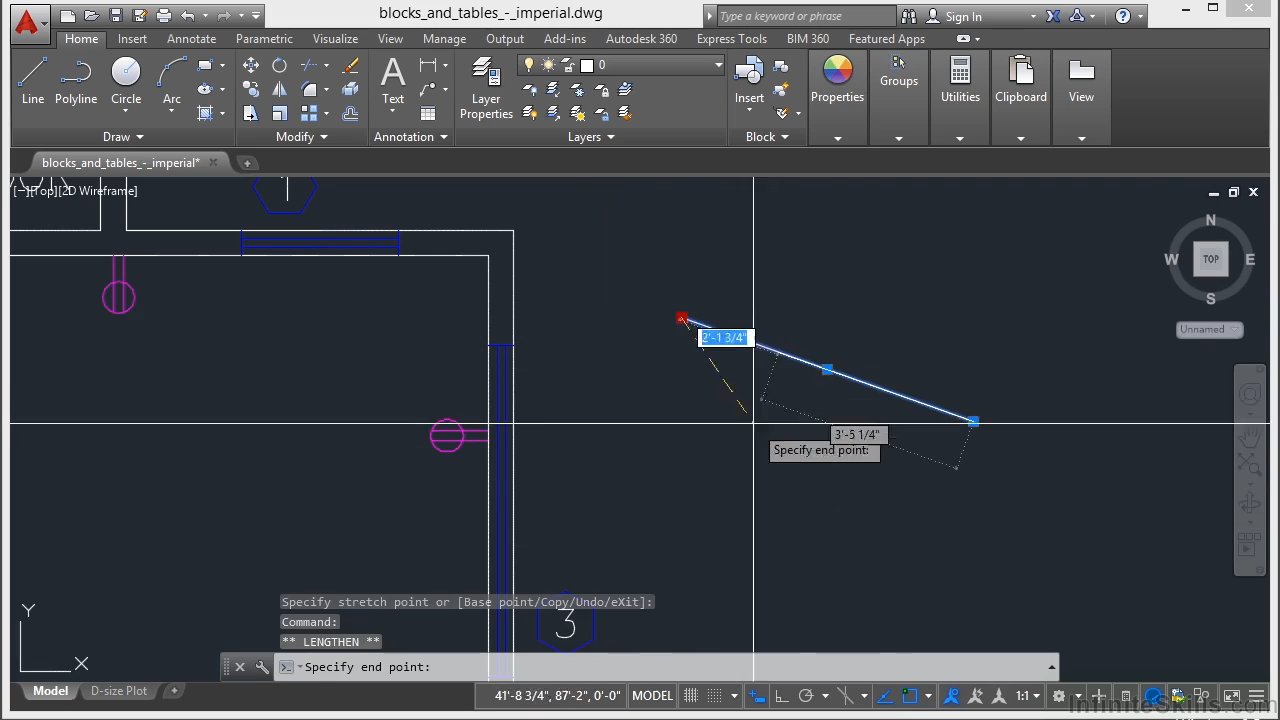 blocks_and_tables_-_imperial.dwg
Type a keyword or phrase
Sign In
Home Insert Annotate Parametric Visualize View Manage Output Add-ins Autodesk 360 Express Tools BIM 360 Featured Apps
Line Polyline Circle Arc
Text
Layer Properties
0
Insert
Properties
Groups
Utilities
Clipboard
View
Draw Modify Annotation Layers Block
blocks_and_tables_-_imperial*
[−][Top][2D Wireframe]
N
W TOP E
S
Unnamed
2'-1 3/4"
3'-5 1/4"
Specify end point:
Specify stretch point or [Base point/Copy/Undo/eXit]:
Command:
** LENGTHEN **
3
Y
X
Specify end point:
Model D-size Plot
41'-8 3/4", 87'-2", 0'-0" MODEL
1:1
InfiniteSkills.com